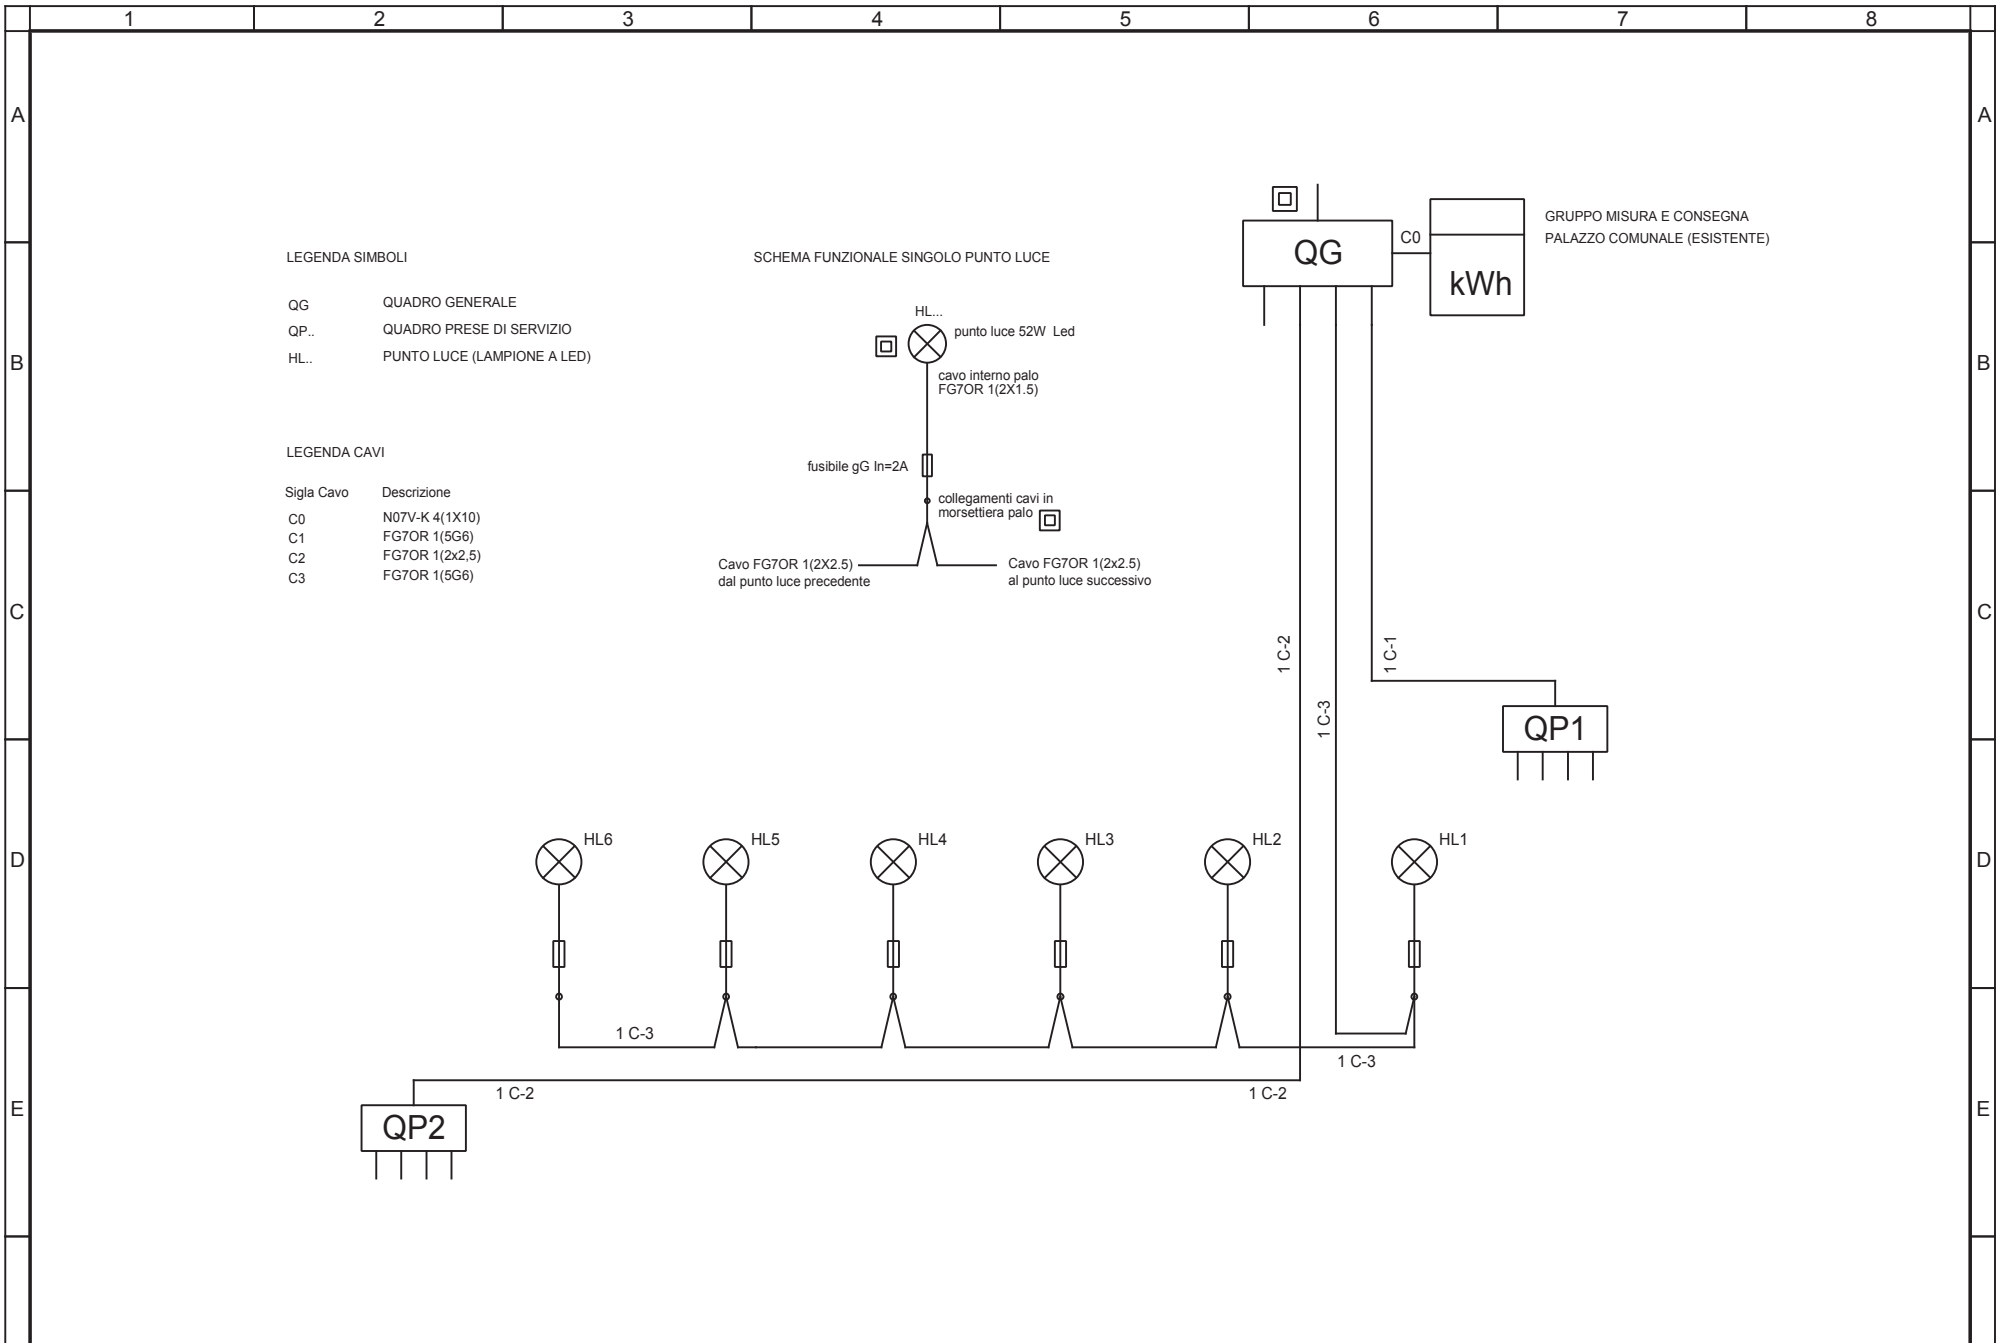 1 2 3 4 5 6 7 8
A A
GRUPPO MISURA E CONSEGNA
PALAZZO COMUNALE (ESISTENTE)
QG C0
kWh
LEGENDA SIMBOLI
QG QUADRO GENERALE
QP.. QUADRO PRESE DI SERVIZIO
HL.. PUNTO LUCE (LAMPIONE A LED)
SCHEMA FUNZIONALE SINGOLO PUNTO LUCE
HL...
punto luce 52W Led
B B
cavo interno palo
FG7OR 1(2X1.5)
fusibile gG In=2A
collegamenti cavi in
morsettiera palo
Cavo FG7OR 1(2X2.5)
dal punto luce precedente
Cavo FG7OR 1(2x2.5)
al punto luce successivo
LEGENDA CAVI
Sigla Cavo Descrizione
C0 N07V-K 4(1X10)
C1 FG7OR 1(5G6)
C2 FG7OR 1(2x2,5)
C3 FG7OR 1(5G6)
C C
1 C-2
1 C-3
1 C-1
QP1
HL6 HL5 HL4 HL3 HL2 HL1
D D
1 C-3
1 C-3
1 C-2 1 C-2
E E
QP2